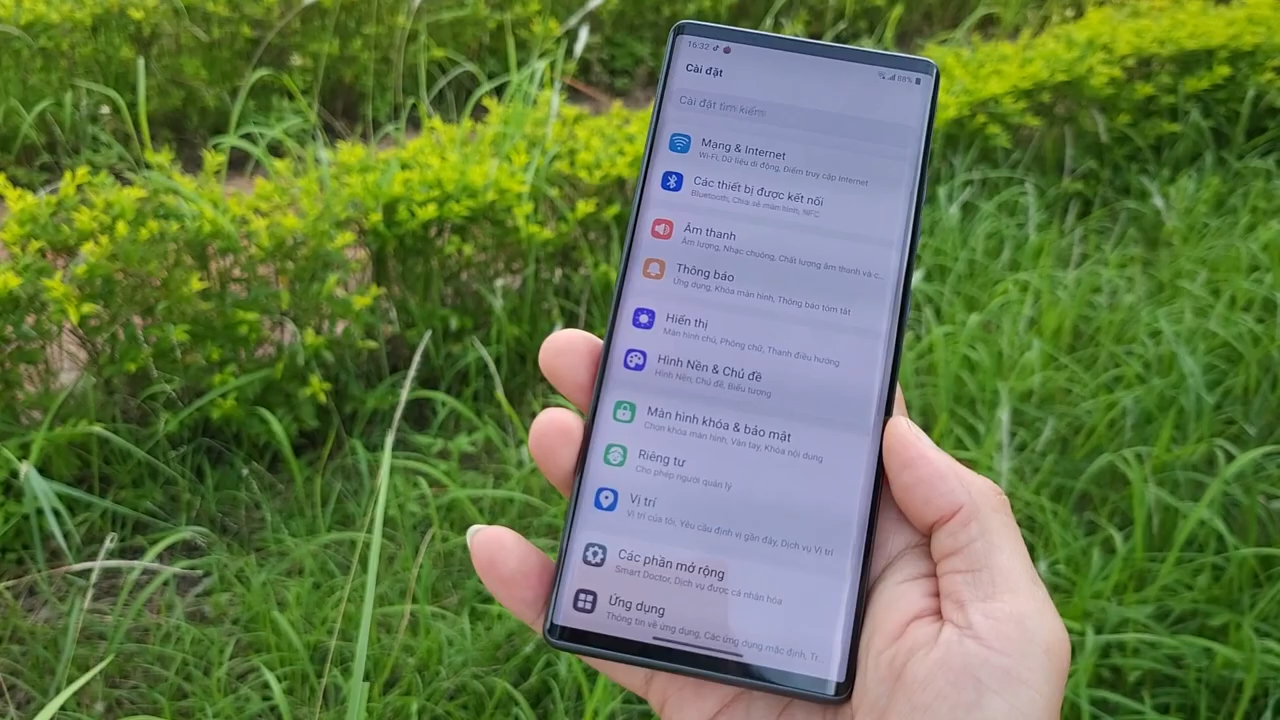 16:32
88%
Cài đặt
Cài đặt tìm kiếm
Mạng & Internet
Wi-Fi, Dữ liệu di động, Điểm truy cập Internet
Các thiết bị được kết nối
Bluetooth, Chia sẻ màn hình, NFC
Âm thanh
Âm lượng, Nhạc chuông, Chất lượng âm thanh và c...
Thông báo
Ứng dụng, Khóa màn hình, Thông báo tóm tắt
Hiển thị
Màn hình chủ, Phông chữ, Thanh điều hướng
Hình Nền & Chủ đề
Hình Nền, Chủ đề, Biểu tượng
Màn hình khóa & bảo mật
Chọn khóa màn hình, Vân tay, Khóa nội dung
Riêng tư
Cho phép người quản lý
Vị trí
Vị trí của tôi, Yêu cầu định vị gần đây, Dịch vụ Vị trí
Các phần mở rộng
Smart Doctor, Dịch vụ được cá nhân hóa
Ứng dụng
Thông tin về ứng dụng, Các ứng dụng mặc định, Tr...